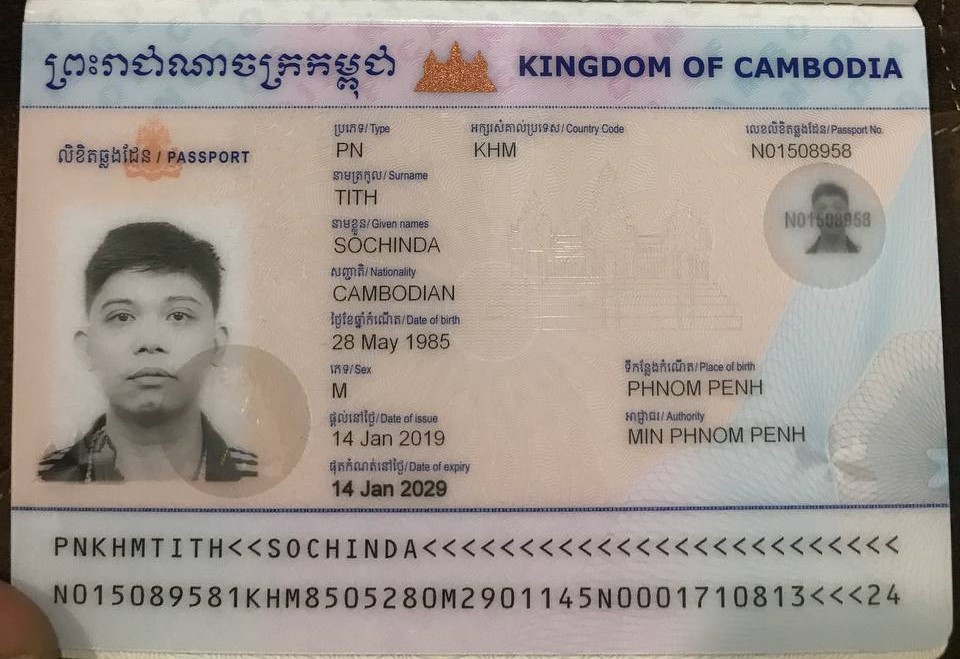 ព្រះរាជាណាចក្រកម្ពុជា KINGDOM OF CAMBODIA
លិខិតឆ្លងដែន / PASSPORT
ប្រភេទ/ Type
PN
អក្សរសំគាល់ប្រទេស/ Country Code
KHM
លេខលិខិតឆ្លងដែន/ Passport No.
N01508958
N01508958
នាមត្រកូល/ Surname
TITH
នាមខ្លួន/ Given names
SOCHINDA
សញ្ជាតិ/ Nationality
CAMBODIAN
ថ្ងៃខែឆ្នាំកំណើត/ Date of birth
28 May 1985
ភេទ/ Sex
M
ទីកន្លែងកំណើត/ Place of birth
PHNOM PENH
ផ្តល់នៅថ្ងៃ/ Date of issue
14 Jan 2019
អាជ្ញាធរ/ Authority
MIN PHNOM PENH
ផុតកំណត់នៅថ្ងៃ/ Date of expiry
14 Jan 2029
PNKHMTITH<<SOCHINDA<<<<<<<<<<<<<<<<<<<<<<<<<
N015089581KHM8505280M2901145N0001710813<<<24